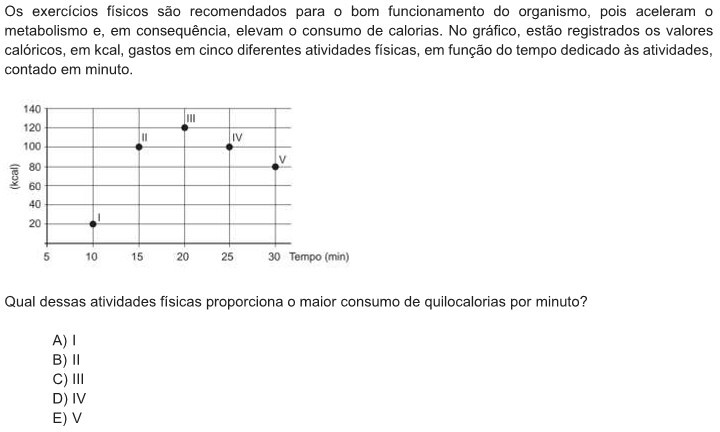 Os exercícios físicos são recomendados para o bom funcionamento do organismo, pois aceleram o
metabolismo e, em consequência, elevam o consumo de calorias. No gráfico, estão registrados os valores
calóricos, em kcal, gastos em cinco diferentes atividades físicas, em função do tempo dedicado às atividades,
contado em minuto.
140
120
100
80
60
40
20
(kcal)
I
II
III
IV
V
5 10 15 20 25 30 Tempo (min)
Qual dessas atividades físicas proporciona o maior consumo de quilocalorias por minuto?
A) I
B) II
C) III
D) IV
E) V